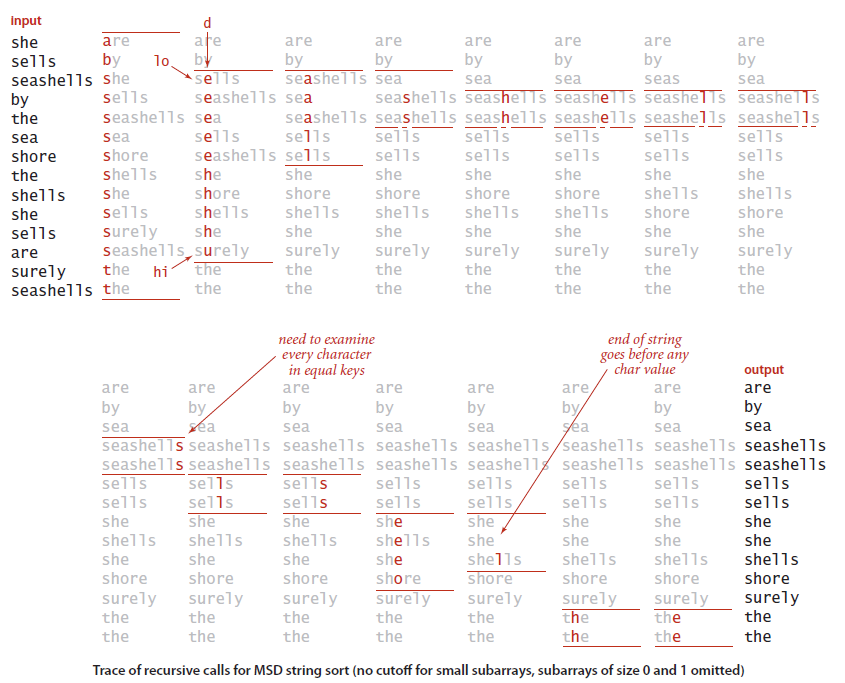 input
d
she are are are are are are are are
sells by lo by by by by by by by
seashells she sells seashells sea sea sea seas sea
by sells seashells sea seashells seashells seashells seashells seashells
the seashells sea seashells seashells seashells seashells seashells seashells
sea sea sells sells sells sells sells sells sells
shore shore seashells sells sells sells sells sells sells
the shells she she she she she she she
shells she shore shore shore shore shore shells shells
she sells shells shells shells shells shells shore shore
sells surely she she she she she she she
are seashells surely surely surely surely surely surely surely
surely the hi the the the the the the the
seashells the the the the the the the the
need to examine
every character
in equal keys
end of string
goes before any
char value
output
are are are are are are are are
by by by by by by by by
sea sea sea sea sea sea sea sea
seashells seashells seashells seashells seashells seashells seashells seashells
seashells seashells seashells seashells seashells seashells seashells seashells
sells sells sells sells sells sells sells sells
sells sells sells sells sells sells sells sells
she she she she she she she she
shells shells shells shells she she she she
she she she she shells shells shells shells
shore shore shore shore shore shore shore shore
surely surely surely surely surely surely surely surely
the the the the the the the the
the the the the the the the the
Trace of recursive calls for MSD string sort (no cutoff for small subarrays, subarrays of size 0 and 1 omitted)